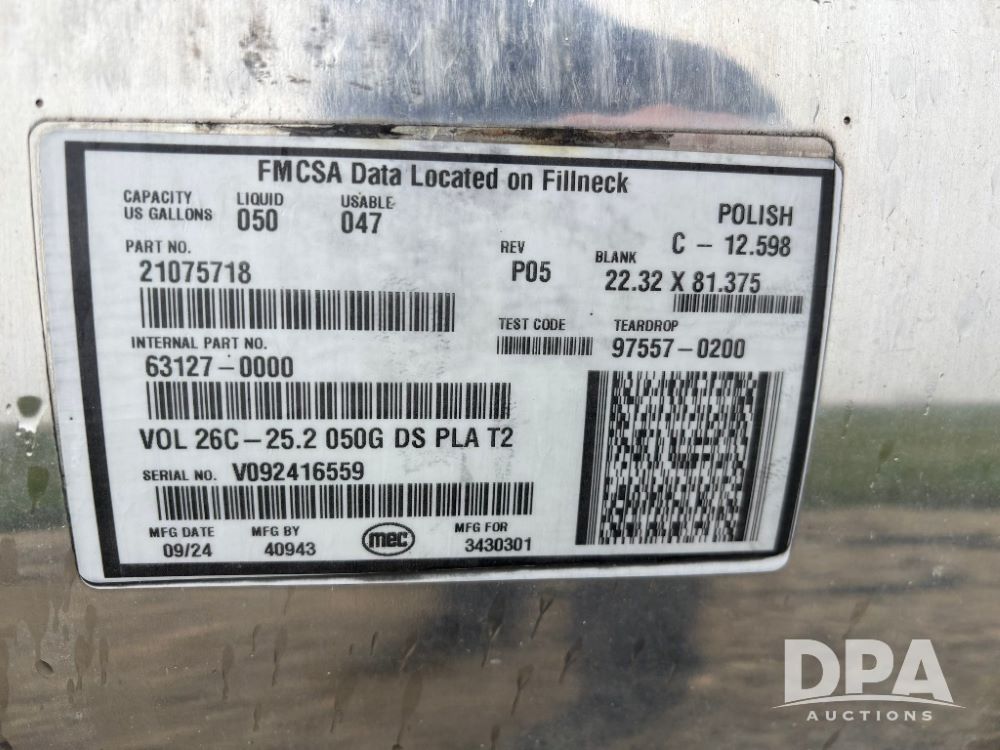 FMCSA Data Located on Fillneck
CAPACITY US GALLONS LIQUID 050 USABLE 047
POLISH
C - 12.598
PART NO.
21075718
REV
P05
BLANK
22.32 X 81.375
INTERNAL PART NO.
63127-0000
TEST CODE
TEARDROP
97557-0200
VOL 26C-25.2 050G DS PLA T2
SERIAL NO. V092416559
MFG DATE
09/24
MFG BY
40943
mec
MFG FOR
3430301
DPA
AUCTIONS